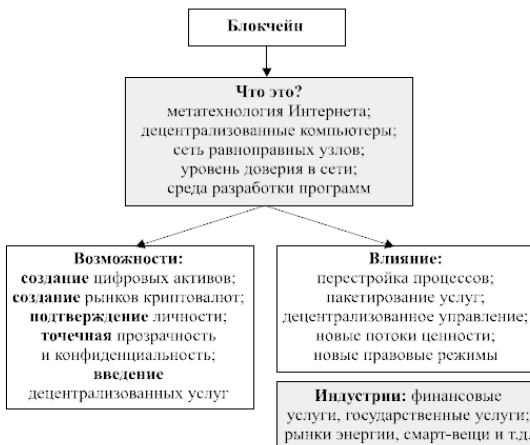 Блокчейн
Что это?
метатехнология Интернета;
децентрализованные компьютеры;
сеть равноправных узлов;
уровень доверия в сети;
среда разработки программ
Возможности:
создание цифровых активов;
создание рынков криптовалют;
подтверждение личности;
точечная прозрачность
и конфиденциальность;
введение
децентрализованных услуг
Влияние:
перестройка процессов;
пакетирование услуг;
децентрализованное управление;
новые потоки ценности;
новые правовые режимы
Индустрии: финансовые
услуги, государственные услуги;
рынки энергии, смарт-вещи и т.д.